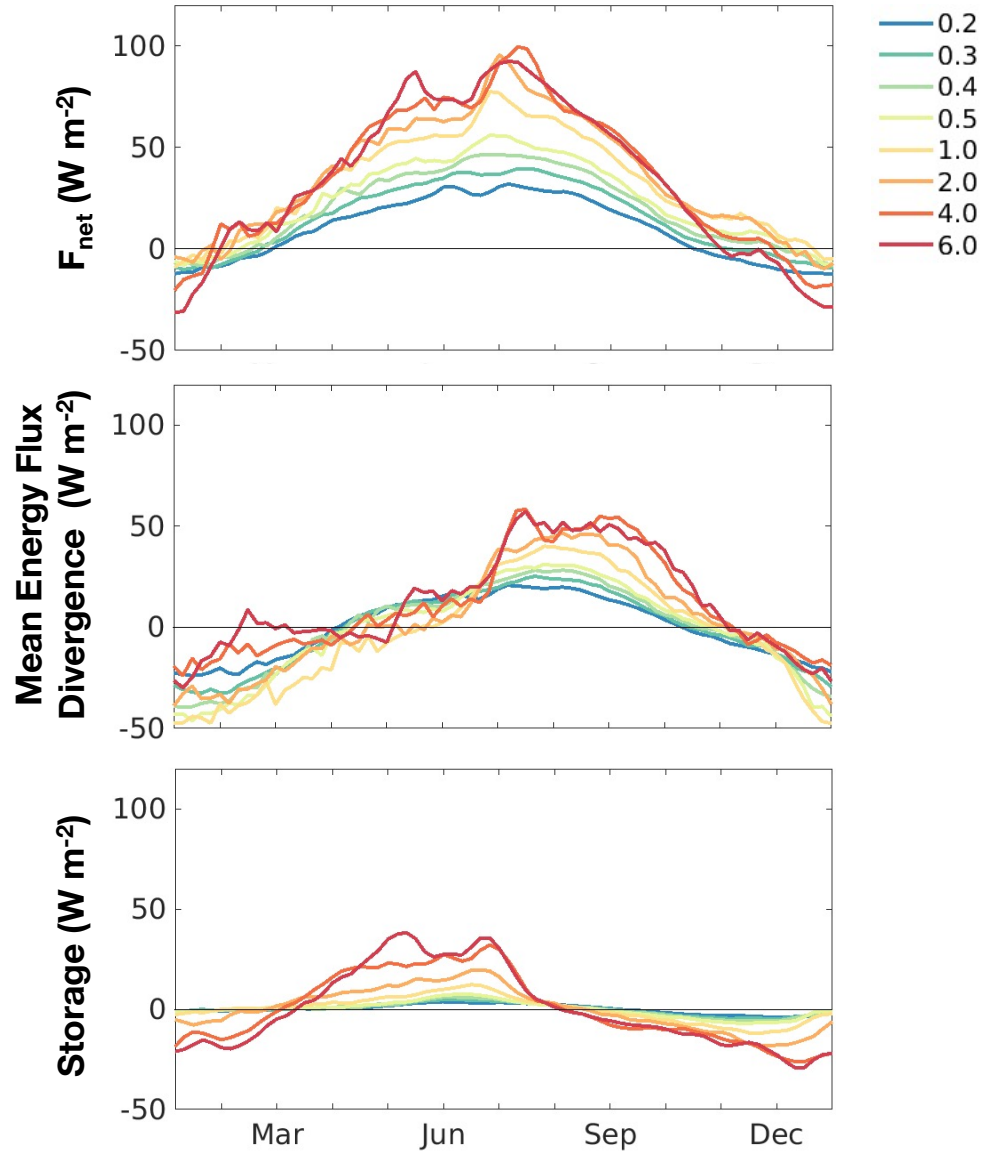 F_net (W m^-2)
100
50
0
-50
0.2
0.3
0.4
0.5
1.0
2.0
4.0
6.0
Mean Energy Flux
Divergence (W m^-2)
100
50
0
-50
Storage (W m^-2)
100
50
0
-50
Mar
Jun
Sep
Dec